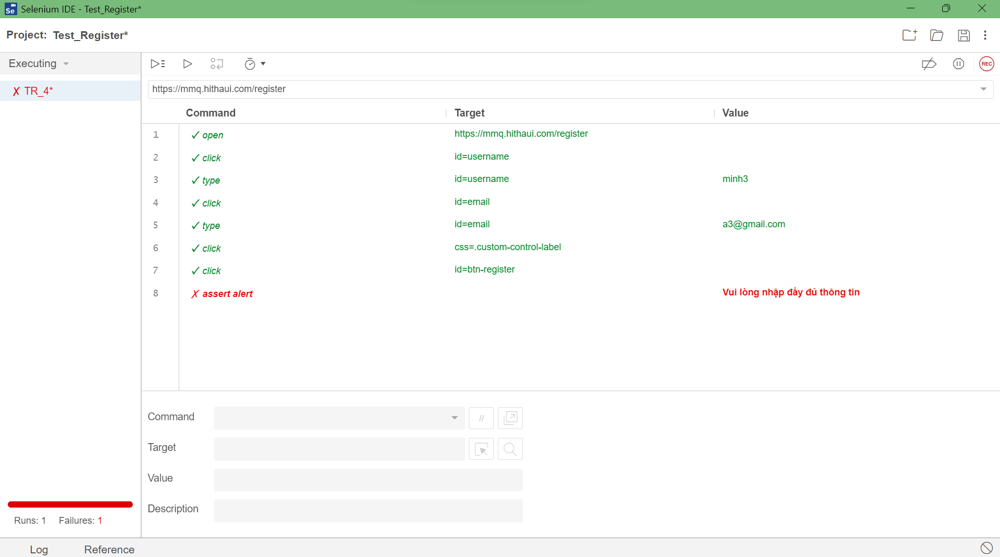 Se Selenium IDE - Test_Register*
Project: Test_Register*
Executing
REC
✗ TR_4*
https://mmq.hithaui.com/register
Command Target Value
1 ✓ open https://mmq.hithaui.com/register
2 ✓ click id=username
3 ✓ type id=username minh3
4 ✓ click id=email
5 ✓ type id=email a3@gmail.com
6 ✓ click css=.custom-control-label
7 ✓ click id=btn-register
8 ✗ assert alert Vui lòng nhập đầy đủ thông tin
Command //
Target
Value
Description
Runs: 1 Failures: 1
Log Reference